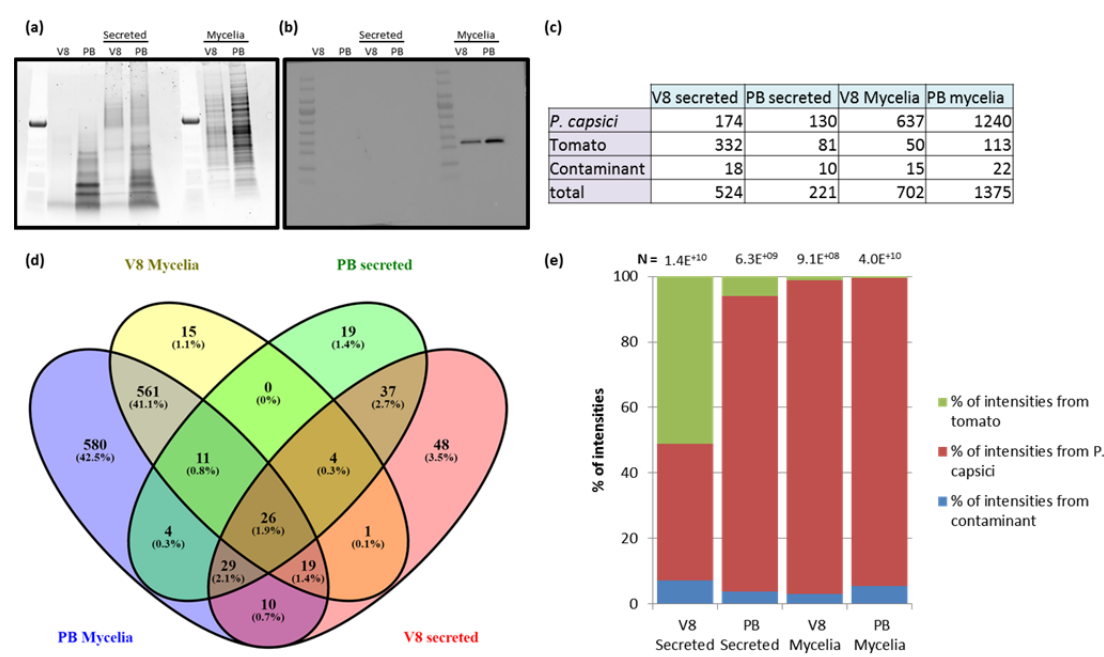 (a)
Secreted
Mycelia
V8 PB V8 PB V8 PB
(b)
Secreted
Mycelia
V8 PB V8 PB V8 PB
(c)
V8 secreted PB secreted V8 Mycelia PB mycelia
P. capsici 174 130 637 1240
Tomato 332 81 50 113
Contaminant 18 10 15 22
total 524 221 702 1375
(d)
V8 Mycelia
PB secreted
15
(1.1%)
19
(1.4%)
561
(41.1%)
0
(0%)
37
(2.7%)
580
(42.5%)
11
(0.8%)
4
(0.3%)
48
(3.5%)
26
(1.9%)
4
(0.3%)
1
(0.1%)
29
(2.1%)
19
(1.4%)
10
(0.7%)
PB Mycelia
V8 secreted
(e)
N = 1.4E+10 6.3E+09 9.1E+08 4.0E+10
100
80
60
40
20
0
% of intensities
V8 Secreted
PB Secreted
V8 Mycelia
PB Mycelia
% of intensities from tomato
% of intensities from P. capsici
% of intensities from contaminant